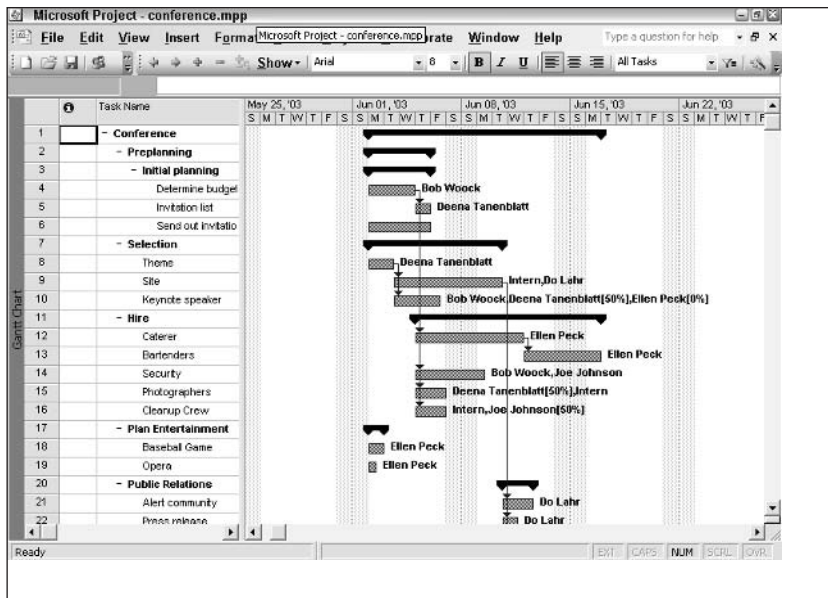 Microsoft Project - conference.mpp
File Edit View Insert Forma Microsoft Project - conference.mpp orate Window Help Type a question for help
Show Arial 8 B I U All Tasks
Task Name May 25, '03 Jun 01, '03 Jun 08, '03 Jun 15, '03 Jun 22, '03
S M T W T F S S M T W T F S S M T W T F S S M T W T F S S M T W T F
1 − Conference
2 − Preplanning
3 − Initial planning
4 Determine budget Bob Woock
5 Invitation list Deena Tanenblatt
6 Send out invitatio
7 − Selection
8 Theme Deena Tanenblatt
9 Site Intern,Do Lahr
10 Keynote speaker Bob Woock,Deena Tanenblatt[50%],Ellen Peck[0%]
11 − Hire
12 Caterer Ellen Peck
13 Bartenders Ellen Peck
14 Security Bob Woock,Joe Johnson
15 Photographers Deena Tanenblatt[50%],Intern
16 Cleanup Crew Intern,Joe Johnson[50%]
17 − Plan Entertainment
18 Baseball Game Ellen Peck
19 Opera Ellen Peck
20 − Public Relations
21 Alert community Do Lahr
22 Press release Do Lahr
Gantt Chart
Ready EXT CAPS NUM SCRL OVR